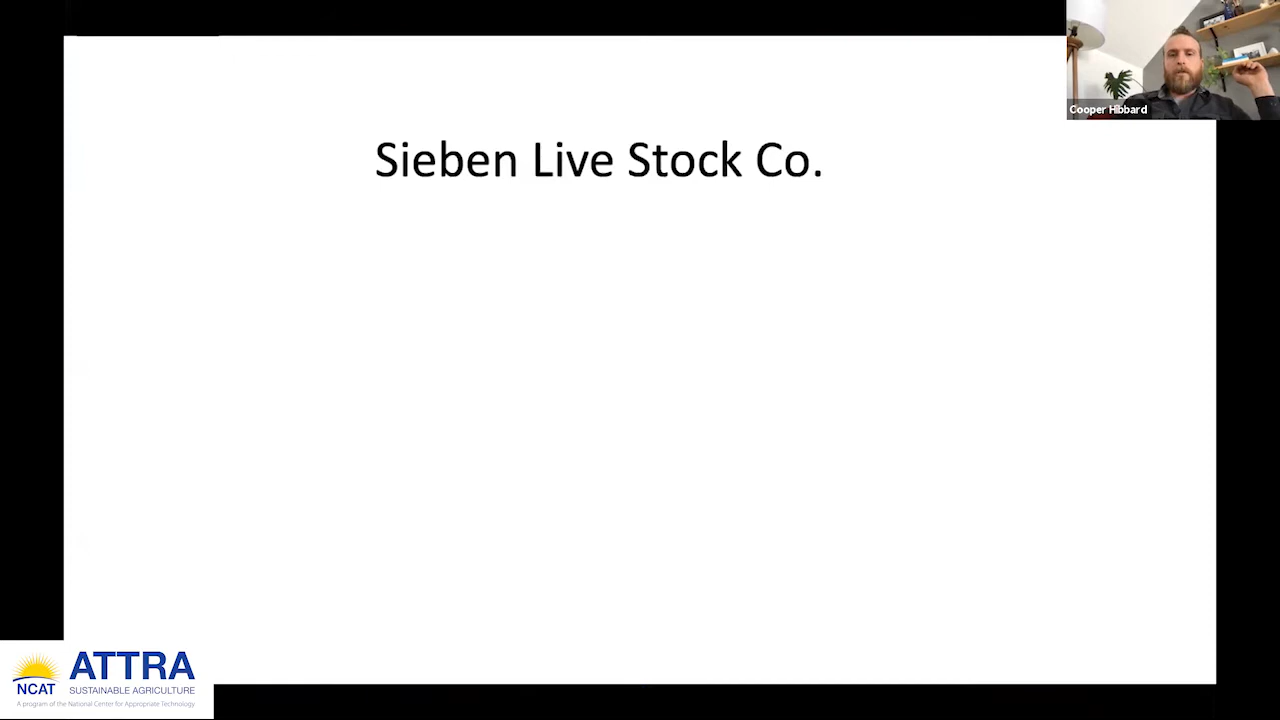 Cooper Hibbard
Sieben Live Stock Co.
NCAT
ATTRA
SUSTAINABLE AGRICULTURE
A program of the National Center for Appropriate Technology